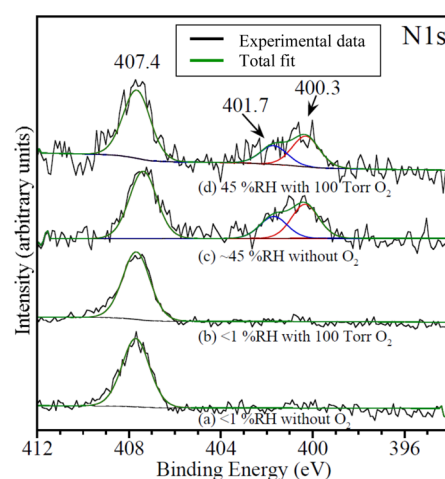 N1s
Experimental data
Total fit
407.4
401.7
400.3
(d) 45 %RH with 100 Torr O₂
(c) ~45 %RH without O₂
(b) <1 %RH with 100 Torr O₂
(a) <1 %RH without O₂
Intensity (arbitrary units)
412 408 404 400 396
Binding Energy (eV)